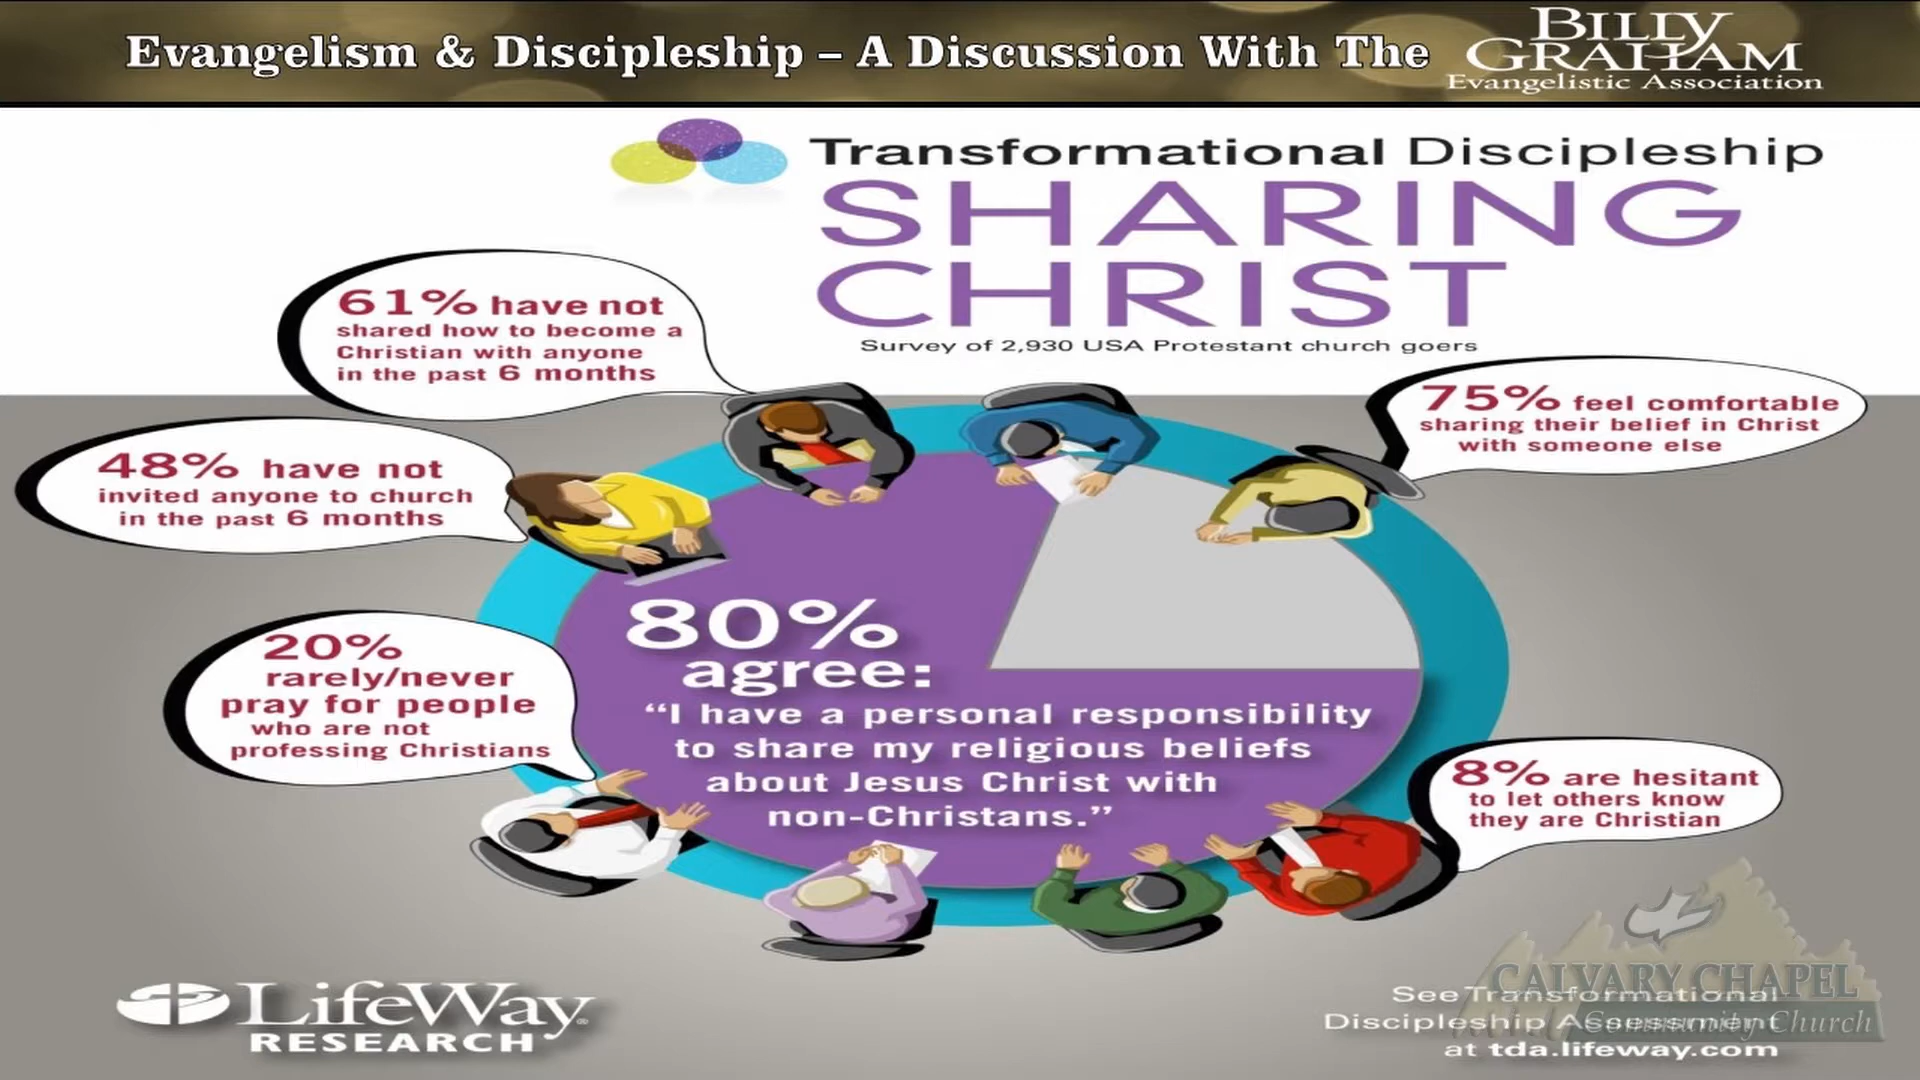 Evangelism & Discipleship – A Discussion With The
BILLY
GRAHAM
Evangelistic Association
Transformational Discipleship
SHARING
CHRIST
Survey of 2,930 USA Protestant church goers
61% have not
shared how to become a
Christian with anyone
in the past 6 months
75% feel comfortable
sharing their belief in Christ
with someone else
48% have not
invited anyone to church
in the past 6 months
80%
agree:
“I have a personal responsibility
to share my religious beliefs
about Jesus Christ with
non-Christans.”
20%
rarely/never
pray for people
who are not
professing Christians
8% are hesitant
to let others know
they are Christian
LifeWay®
RESEARCH
See Transformational
Discipleship Assessment
at tda.lifeway.com
CALVARY CHAPEL
Community Church